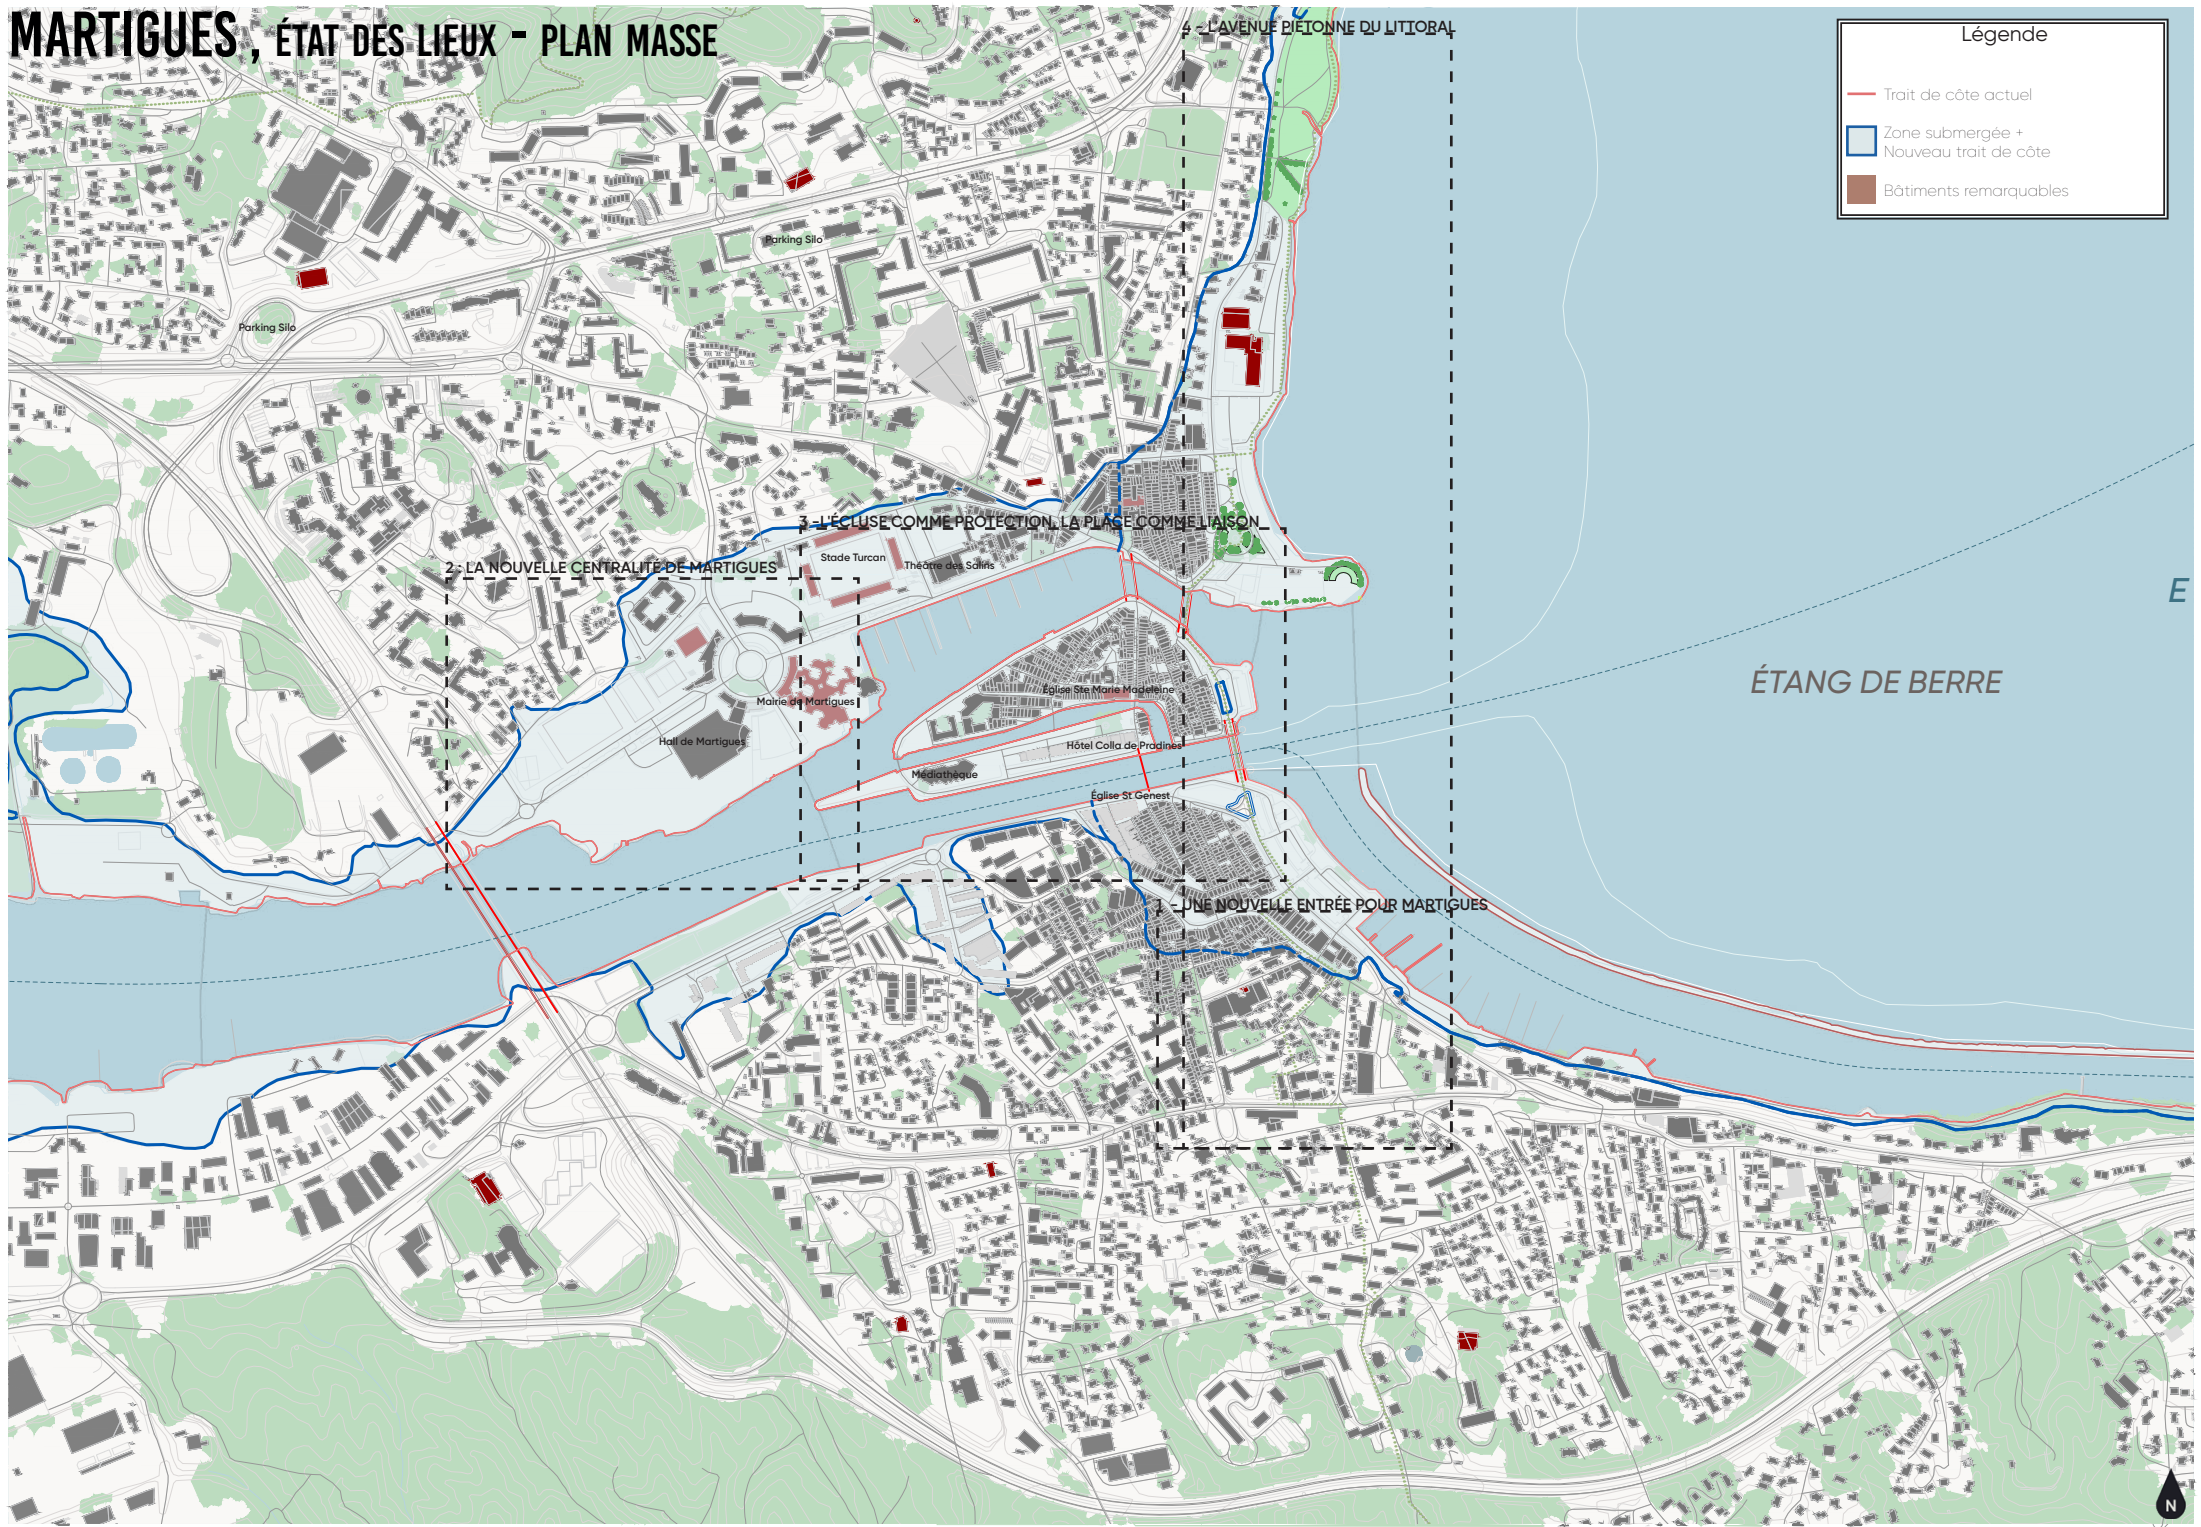 MARTIGUES , ÉTAT DES LIEUX - PLAN MASSE
4 - L'AVENUE PIETONNE DU LITTORAL
Légende
Trait de côte actuel
Zone submergée +
Nouveau trait de côte
Bâtiments remarquables
Parking Silo
Parking Silo
3 -L'ÉCLUSE COMME PROTECTION, LA PLACE COMME LIAISON
Stade Turcan
Théâtre des Salins
2 : LA NOUVELLE CENTRALITÉ DE MARTIGUES
E
ÉTANG DE BERRE
Église Ste Marie Madeleine
Mairie de Martigues
Hall de Martigues
Hôtel Colla de Pradines
Médiathèque
Église St Genest
1 - UNE NOUVELLE ENTRÉE POUR MARTIGUES
N